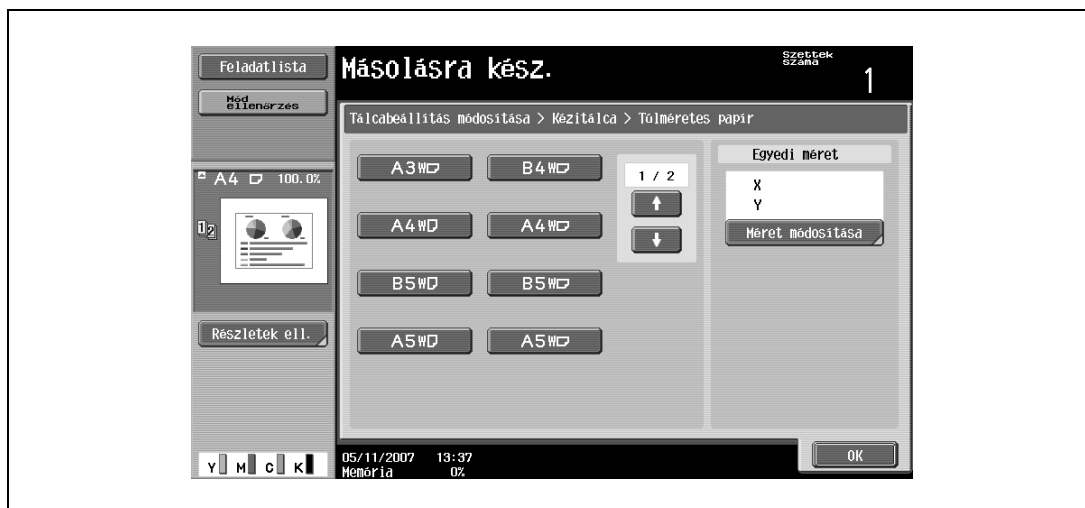 Feladatlista
Mód
ellenőrzés
Másolásra kész.
Szettek
száma
1
Tálcabeállítás módosítása > Kézitálca > Túlméretes papír
A4 100.0%
12
Részletek ell.
A3W B4W
A4W A4W
B5W B5W
A5W A5W
1 / 2
Egyedi méret
X
Y
Méret módosítása
Y M C K
05/11/2007 13:37
Memória 0%
OK